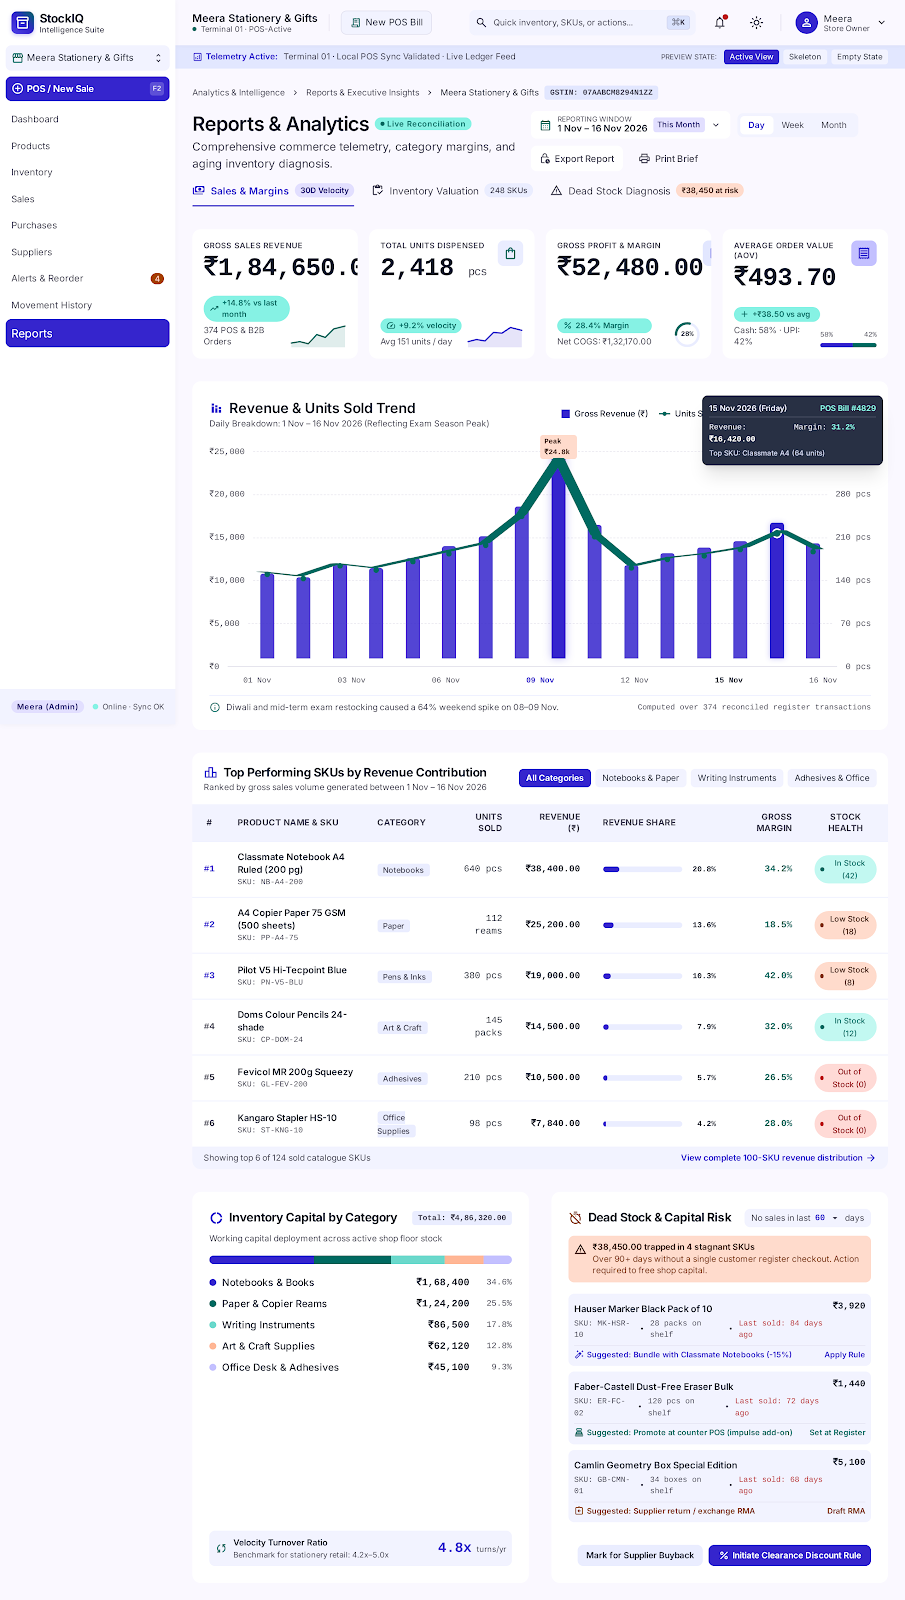 StockIQ
Intelligence Suite
Meera Stationery & Gifts
POS / New Sale F2
Dashboard
Products
Inventory
Sales
Purchases
Suppliers
Alerts & Reorder 4
Movement History
Reports
Meera (Admin) Online · Sync OK
Meera Stationery & Gifts
Terminal 01 · POS-Active
New POS Bill
Quick inventory, SKUs, or actions... ⌘K
Meera
Store Owner
Telemetry Active: Terminal 01 · Local POS Sync Validated · Live Ledger Feed
PREVIEW STATE: Active View Skeleton Empty State
Analytics & Intelligence > Reports & Executive Insights > Meera Stationery & Gifts GSTIN: 07AABCM8294N1ZZ
Reports & Analytics Live Reconciliation
Comprehensive commerce telemetry, category margins, and
aging inventory diagnosis.
REPORTING WINDOW
1 Nov – 16 Nov 2026 This Month
Day Week Month
Export Report Print Brief
Sales & Margins 30D Velocity Inventory Valuation 248 SKUs Dead Stock Diagnosis ₹38,450 at risk
GROSS SALES REVENUE
₹1,84,650.0
+14.8% vs last
month
374 POS & B2B
Orders
TOTAL UNITS DISPENSED
2,418 pcs
+9.2% velocity
Avg 151 units / day
GROSS PROFIT & MARGIN
₹52,480.00
28.4% Margin
Net COGS: ₹1,32,170.00
28%
AVERAGE ORDER VALUE
(AOV)
₹493.70
+₹38.50 vs avg
Cash: 58% · UPI:
42%
58% 42%
Revenue & Units Sold Trend
Daily Breakdown: 1 Nov – 16 Nov 2026 (Reflecting Exam Season Peak)
Gross Revenue (₹) Units S
15 Nov 2026 (Friday) POS Bill #4829
Revenue: Margin: 31.2%
₹16,420.00
Top SKU: Classmate A4 (64 units)
Peak
₹24.8k
₹25,000
₹20,000 280 pcs
₹15,000 210 pcs
₹10,000 140 pcs
₹5,000 70 pcs
₹0 0 pcs
01 Nov 03 Nov 06 Nov 09 Nov 12 Nov 15 Nov 16 Nov
Diwali and mid-term exam restocking caused a 64% weekend spike on 08–09 Nov.
Computed over 374 reconciled register transactions
Top Performing SKUs by Revenue Contribution
Ranked by gross sales volume generated between 1 Nov – 16 Nov 2026
All Categories Notebooks & Paper Writing Instruments Adhesives & Office
# PRODUCT NAME & SKU CATEGORY UNITS SOLD REVENUE (₹) REVENUE SHARE GROSS MARGIN STOCK HEALTH
#1 Classmate Notebook A4 Ruled (200 pg) Notebooks 640 pcs ₹38,400.00 20.8% 34.2% In Stock (42)
SKU: NB-A4-200
#2 A4 Copier Paper 75 GSM (500 sheets) Paper 112 reams ₹25,200.00 13.6% 18.5% Low Stock (18)
SKU: PP-A4-75
#3 Pilot V5 Hi-Tecpoint Blue Pens & Inks 380 pcs ₹19,000.00 10.3% 42.0% Low Stock (8)
SKU: PN-V5-BLU
#4 Doms Colour Pencils 24-shade Art & Craft 145 packs ₹14,500.00 7.9% 32.0% In Stock (12)
SKU: CP-DOM-24
#5 Fevicol MR 200g Squeezy Adhesives 210 pcs ₹10,500.00 5.7% 26.5% Out of Stock (0)
SKU: GL-FEV-200
#6 Kangaro Stapler HS-10 Office Supplies 98 pcs ₹7,840.00 4.2% 28.0% Out of Stock (0)
SKU: ST-KNG-10
Showing top 6 of 124 sold catalogue SKUs
View complete 100-SKU revenue distribution →
Inventory Capital by Category Total: ₹4,86,320.00
Working capital deployment across active shop floor stock
Notebooks & Books ₹1,68,400 34.6%
Paper & Copier Reams ₹1,24,200 25.5%
Writing Instruments ₹86,500 17.8%
Art & Craft Supplies ₹62,120 12.8%
Office Desk & Adhesives ₹45,100 9.3%
Velocity Turnover Ratio
Benchmark for stationery retail: 4.2x–5.0x
4.8x turns/yr
Dead Stock & Capital Risk No sales in last 60 days
₹38,450.00 trapped in 4 stagnant SKUs
Over 90+ days without a single customer register checkout. Action
required to free shop capital.
Hauser Marker Black Pack of 10 ₹3,920
SKU: MK-HSR-10 • 28 packs on shelf • Last sold: 84 days ago
Suggested: Bundle with Classmate Notebooks (-15%) Apply Rule
Faber-Castell Dust-Free Eraser Bulk ₹1,440
SKU: ER-FC-02 • 120 pcs on shelf • Last sold: 72 days ago
Suggested: Promote at counter POS (impulse add-on) Set at Register
Camlin Geometry Box Special Edition ₹5,100
SKU: GB-CMN-01 • 34 boxes on shelf • Last sold: 68 days ago
Suggested: Supplier return / exchange RMA Draft RMA
Mark for Supplier Buyback Initiate Clearance Discount Rule